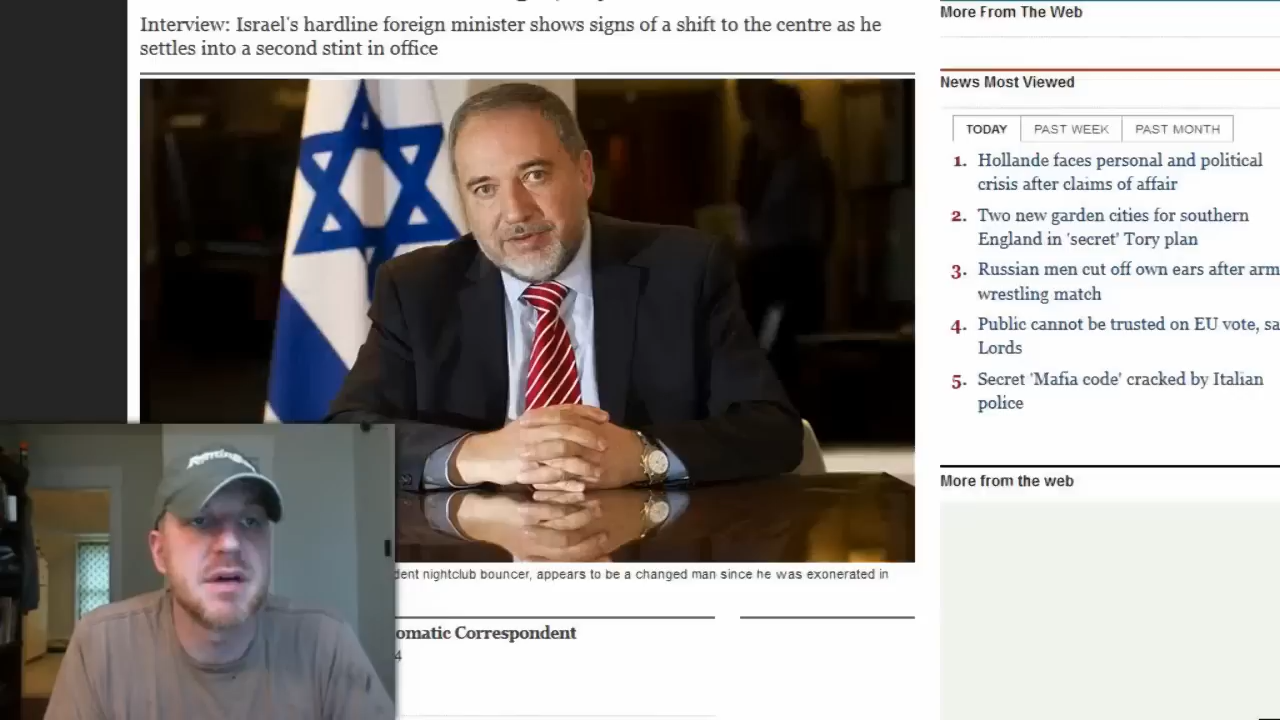 Interview: Israel's hardline foreign minister shows signs of a shift to the centre as he
settles into a second stint in office
dent nightclub bouncer, appears to be a changed man since he was exonerated in
omatic Correspondent
4
More From The Web
News Most Viewed
TODAY PAST WEEK PAST MONTH
1. Hollande faces personal and political
crisis after claims of affair
2. Two new garden cities for southern
England in 'secret' Tory plan
3. Russian men cut off own ears after arm
wrestling match
4. Public cannot be trusted on EU vote, sa
Lords
5. Secret 'Mafia code' cracked by Italian
police
More from the web